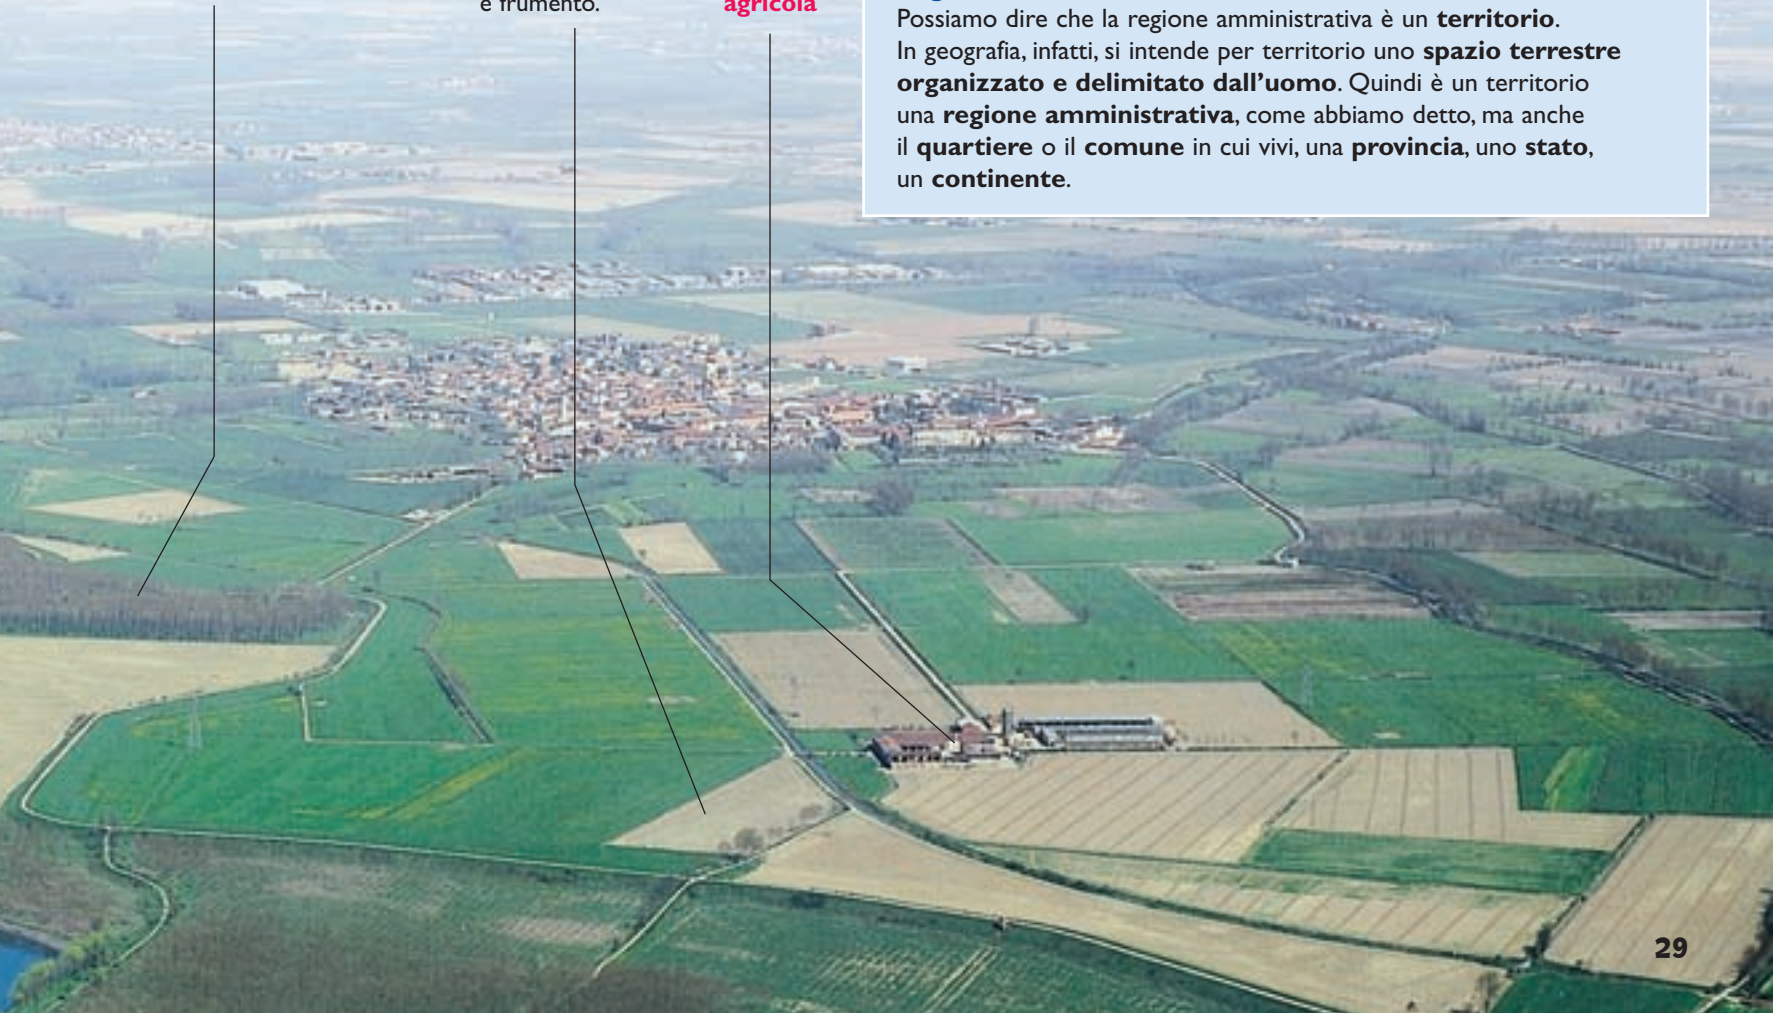 e frumento.
agricola
Possiamo dire che la regione amministrativa è un territorio.
In geografia, infatti, si intende per territorio uno spazio terrestre
organizzato e delimitato dall'uomo. Quindi è un territorio
una regione amministrativa, come abbiamo detto, ma anche
il quartiere o il comune in cui vivi, una provincia, uno stato,
un continente.
29